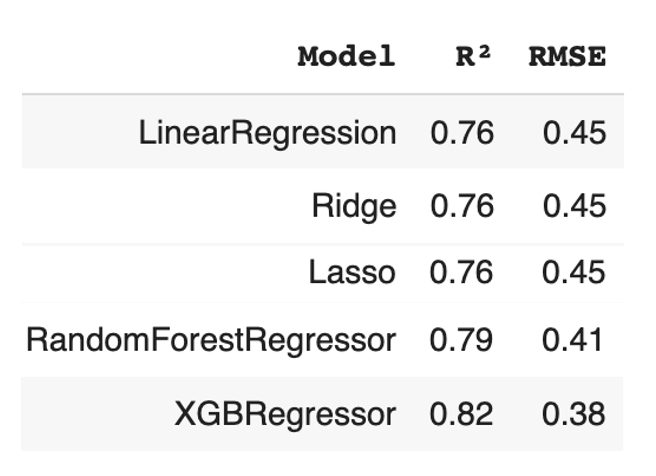 Model R² RMSE
LinearRegression 0.76 0.45
Ridge 0.76 0.45
Lasso 0.76 0.45
RandomForestRegressor 0.79 0.41
XGBRegressor 0.82 0.38